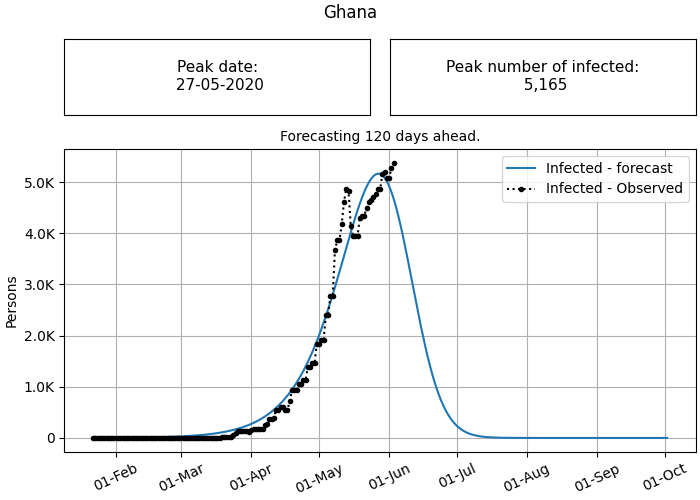 Ghana
Peak date:
27-05-2020
Peak number of infected:
5,165
Forecasting 120 days ahead.
Infected - forecast
Infected - Observed
Persons
5.0K
4.0K
3.0K
2.0K
1.0K
0
01-Feb
01-Mar
01-Apr
01-May
01-Jun
01-Jul
01-Aug
01-Sep
01-Oct